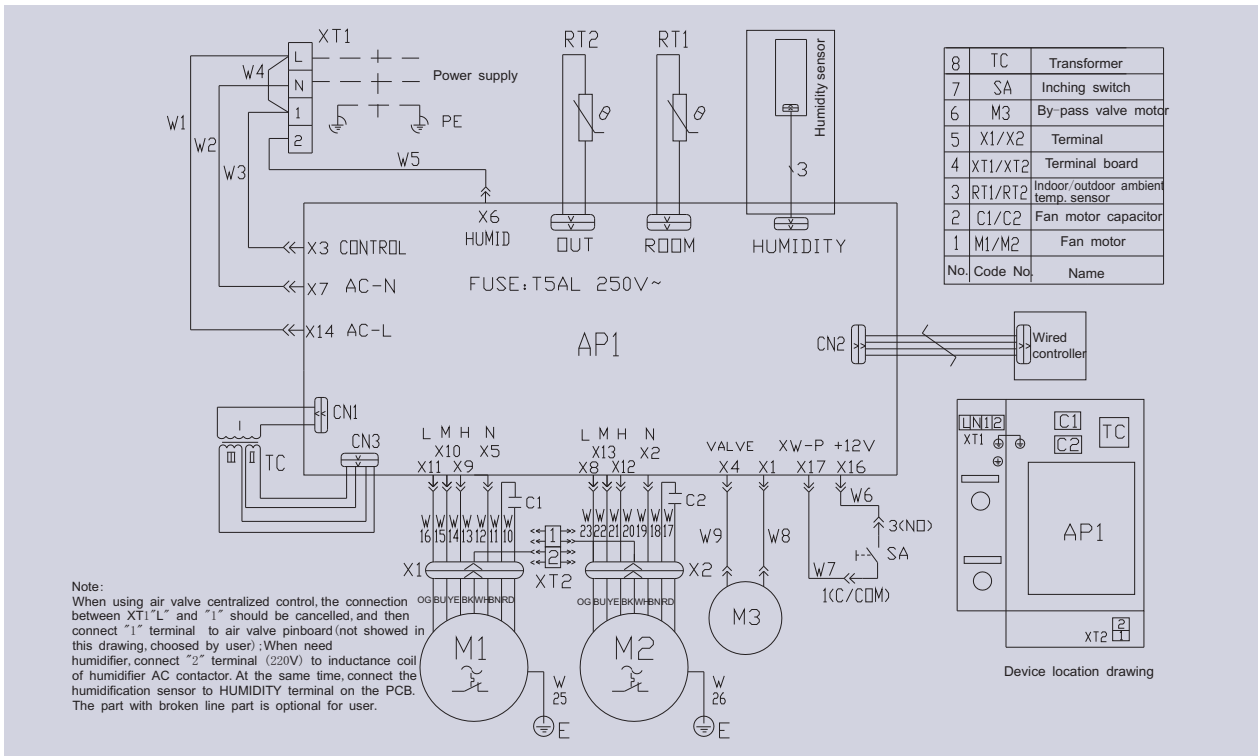 XT1
L
N
1
2
Power supply
PE
W4
W1
W2
W3
W5
RT2
RT1
Humidity sensor
3
X6
HUMID
OUT
ROOM
HUMIDITY
X3 CONTROL
X7 AC-N
X14 AC-L
FUSE:T5AL 250V~
AP1
CN2
Wired
controller
8 TC Transformer
7 SA Inching switch
6 M3 By-pass valve motor
5 X1/X2 Terminal
4 XT1/XT2 Terminal board
3 RT1/RT2 Indoor/outdoor ambient
temp. sensor
2 C1/C2 Fan motor capacitor
1 M1/M2 Fan motor
No. Code No. Name
CN1
CN3
I
III II TC
L M H N
X10 X5
X11 X9
L M H N
X13 X2
X8 X12
VALVE XW-P +12V
X4 X1 X17 X16
C1
C2
W W W W W W W
16 15 14 13 12 11 10
W W W W W W W
23 22 21 20 19 18 17
1
2
XT2
X1
X2
OG BU YE BK WH BN RD
OG BU YE BK WH BN RD
M1
M2
M3
W9
W8
W6
W7
3(NO)
SA
1(C/COM)
W
25
E
W
26
E
L N 1 2
XT1
C1
C2
TC
AP1
XT2
2
1
Device location drawing
Note:
When using air valve centralized control, the connection
between XT1"L" and "1" should be cancelled, and then
connect "1" terminal to air valve pinboard(not showed in
this drawing, choosed by user) ; When need
humidifier, connect "2" terminal (220V) to inductance coil
of humidifier AC contactor. At the same time, connect the
humidification sensor to HUMIDITY terminal on the PCB.
The part with broken line part is optional for user.